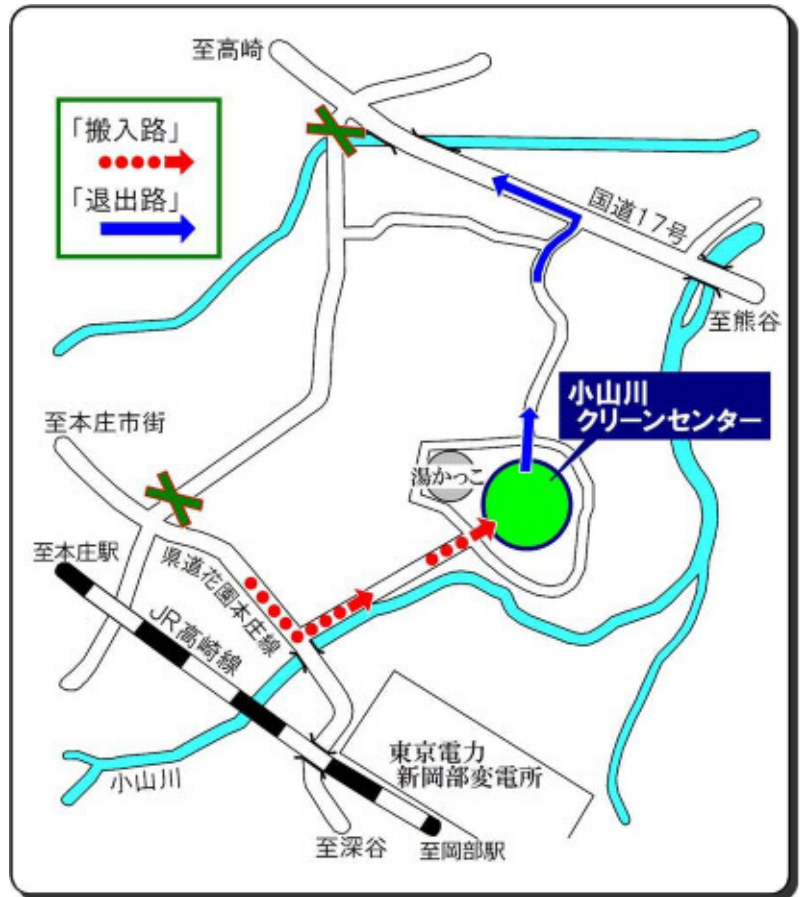 至高崎
「搬入路」
「退出路」
国道17号
至熊谷
小山川
クリーンセンター
至本庄市街
湯かっこ
至本庄駅
県道花園本庄線
JR高崎線
東京電力
新岡部変電所
小山川
至深谷
至岡部駅